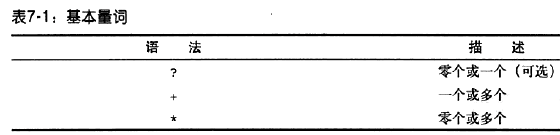 表7-1：基本量词
语 法 描 述
? 零个或一个（可选）
+ 一个或多个
* 零个或多个